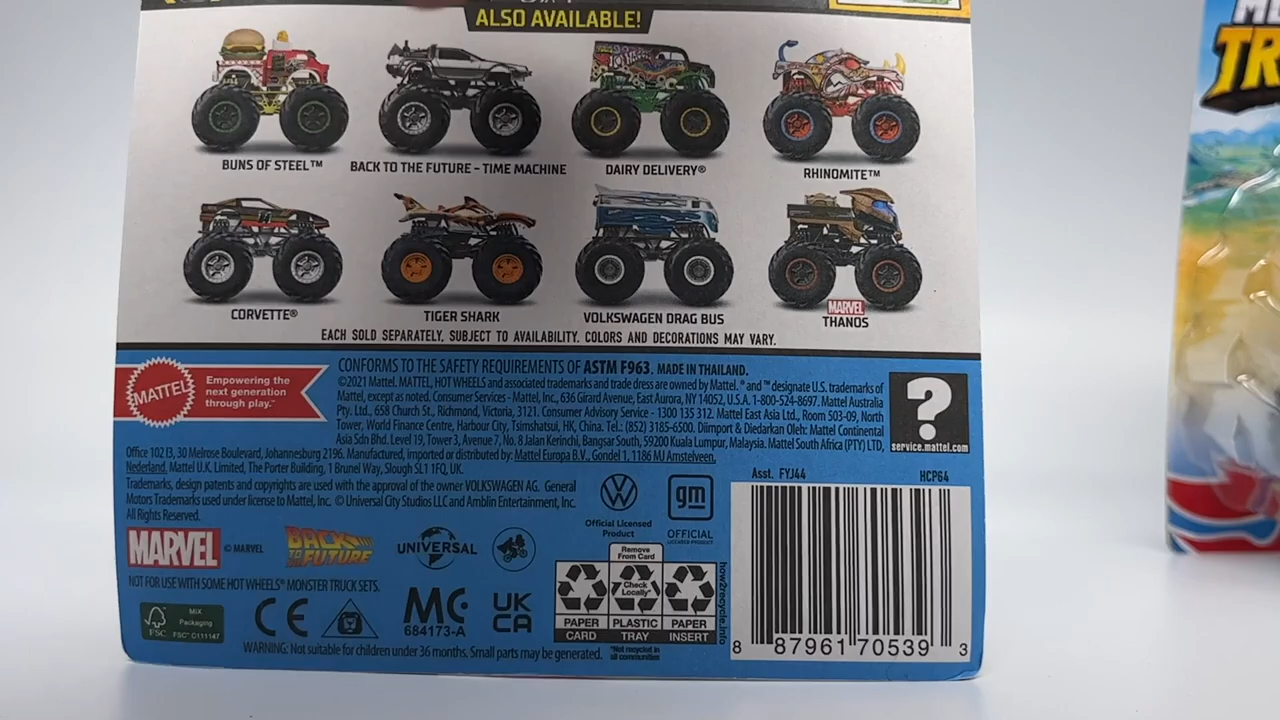 ALSO AVAILABLE!
BUNS OF STEEL™
BACK TO THE FUTURE - TIME MACHINE
DAIRY DELIVERY®
RHINOMITE™
CORVETTE®
TIGER SHARK
VOLKSWAGEN DRAG BUS
MARVEL
THANOS
EACH SOLD SEPARATELY. SUBJECT TO AVAILABILITY. COLORS AND DECORATIONS MAY VARY.
MATTEL
Empowering the
next generation
through play.™
CONFORMS TO THE SAFETY REQUIREMENTS OF ASTM F963. MADE IN THAILAND.
©2021 Mattel. MATTEL, HOT WHEELS and associated trademarks and trade dress are owned by Mattel. ® and ™ designate U.S. trademarks of
Mattel, except as noted. Consumer Services - Mattel, Inc., 636 Girard Avenue, East Aurora, NY 14052, U.S.A. 1-800-524-8697. Mattel Australia
Pty. Ltd., 658 Church St., Richmond, Victoria, 3121. Consumer Advisory Service - 1300 135 312. Mattel East Asia Ltd., Room 503-09, North
Tower, World Finance Centre, Harbour City, Tsimshatsui, HK, China. Tel.: (852) 3185-6500. Diimport & Diedarkan Oleh: Mattel Continental
Asia Sdn Bhd. Level 19, Tower 3, Avenue 7, No. 8 Jalan Kerinchi, Bangsar South, 59200 Kuala Lumpur, Malaysia. Mattel South Africa (PTY) LTD,
Office 102 I3, 30 Melrose Boulevard, Johannesburg 2196. Manufactured, imported or distributed by: Mattel Europa B.V., Gondel 1, 1186 MJ Amstelveen,
Nederland. Mattel U.K. Limited, The Porter Building, 1 Brunel Way, Slough SL1 1FQ, UK.
?
service.mattel.com
Trademarks, design patents and copyrights are used with the approval of the owner VOLKSWAGEN AG. General
Motors Trademarks used under license to Mattel, Inc. © Universal City Studios LLC and Amblin Entertainment, Inc.
All Rights Reserved.
Official Licensed
Product
gm
OFFICIAL
LICENSED PRODUCT
Asst. FYJ44
HCP64
MARVEL
© MARVEL
BACK
TO THE FUTURE
UNIVERSAL
NOT FOR USE WITH SOME HOT WHEELS® MONSTER TRUCK SETS.
FSC
MIX
Packaging
FSC® C111147
CE
MC
684173-A
UK
CA
Remove
From Card
Check
Locally*
PAPER
CARD
PLASTIC
TRAY
PAPER
INSERT
*Not recycled in
all communities
how2recycle.info
WARNING: Not suitable for children under 36 months. Small parts may be generated.
8 87961 70539 3
TR